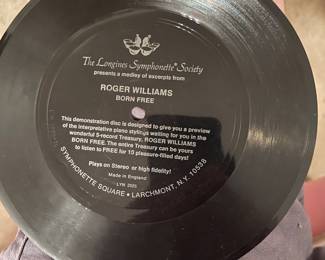 The Longines Symphonette® Society
presents a medley of excerpts from
ROGER WILLIAMS
BORN FREE
This demonstration disc is designed to give you a preview
of the interpretative piano stylings waiting for you in the
wonderful 5-record Treasury, ROGER WILLIAMS
BORN FREE. The entire Treasury can be yours
to listen to FREE for 10 pleasure-filled days!
Plays on Stereo or high fidelity!
Made in England
SYMPHONETTE SQUARE • LARCHMONT, N.Y. 10538